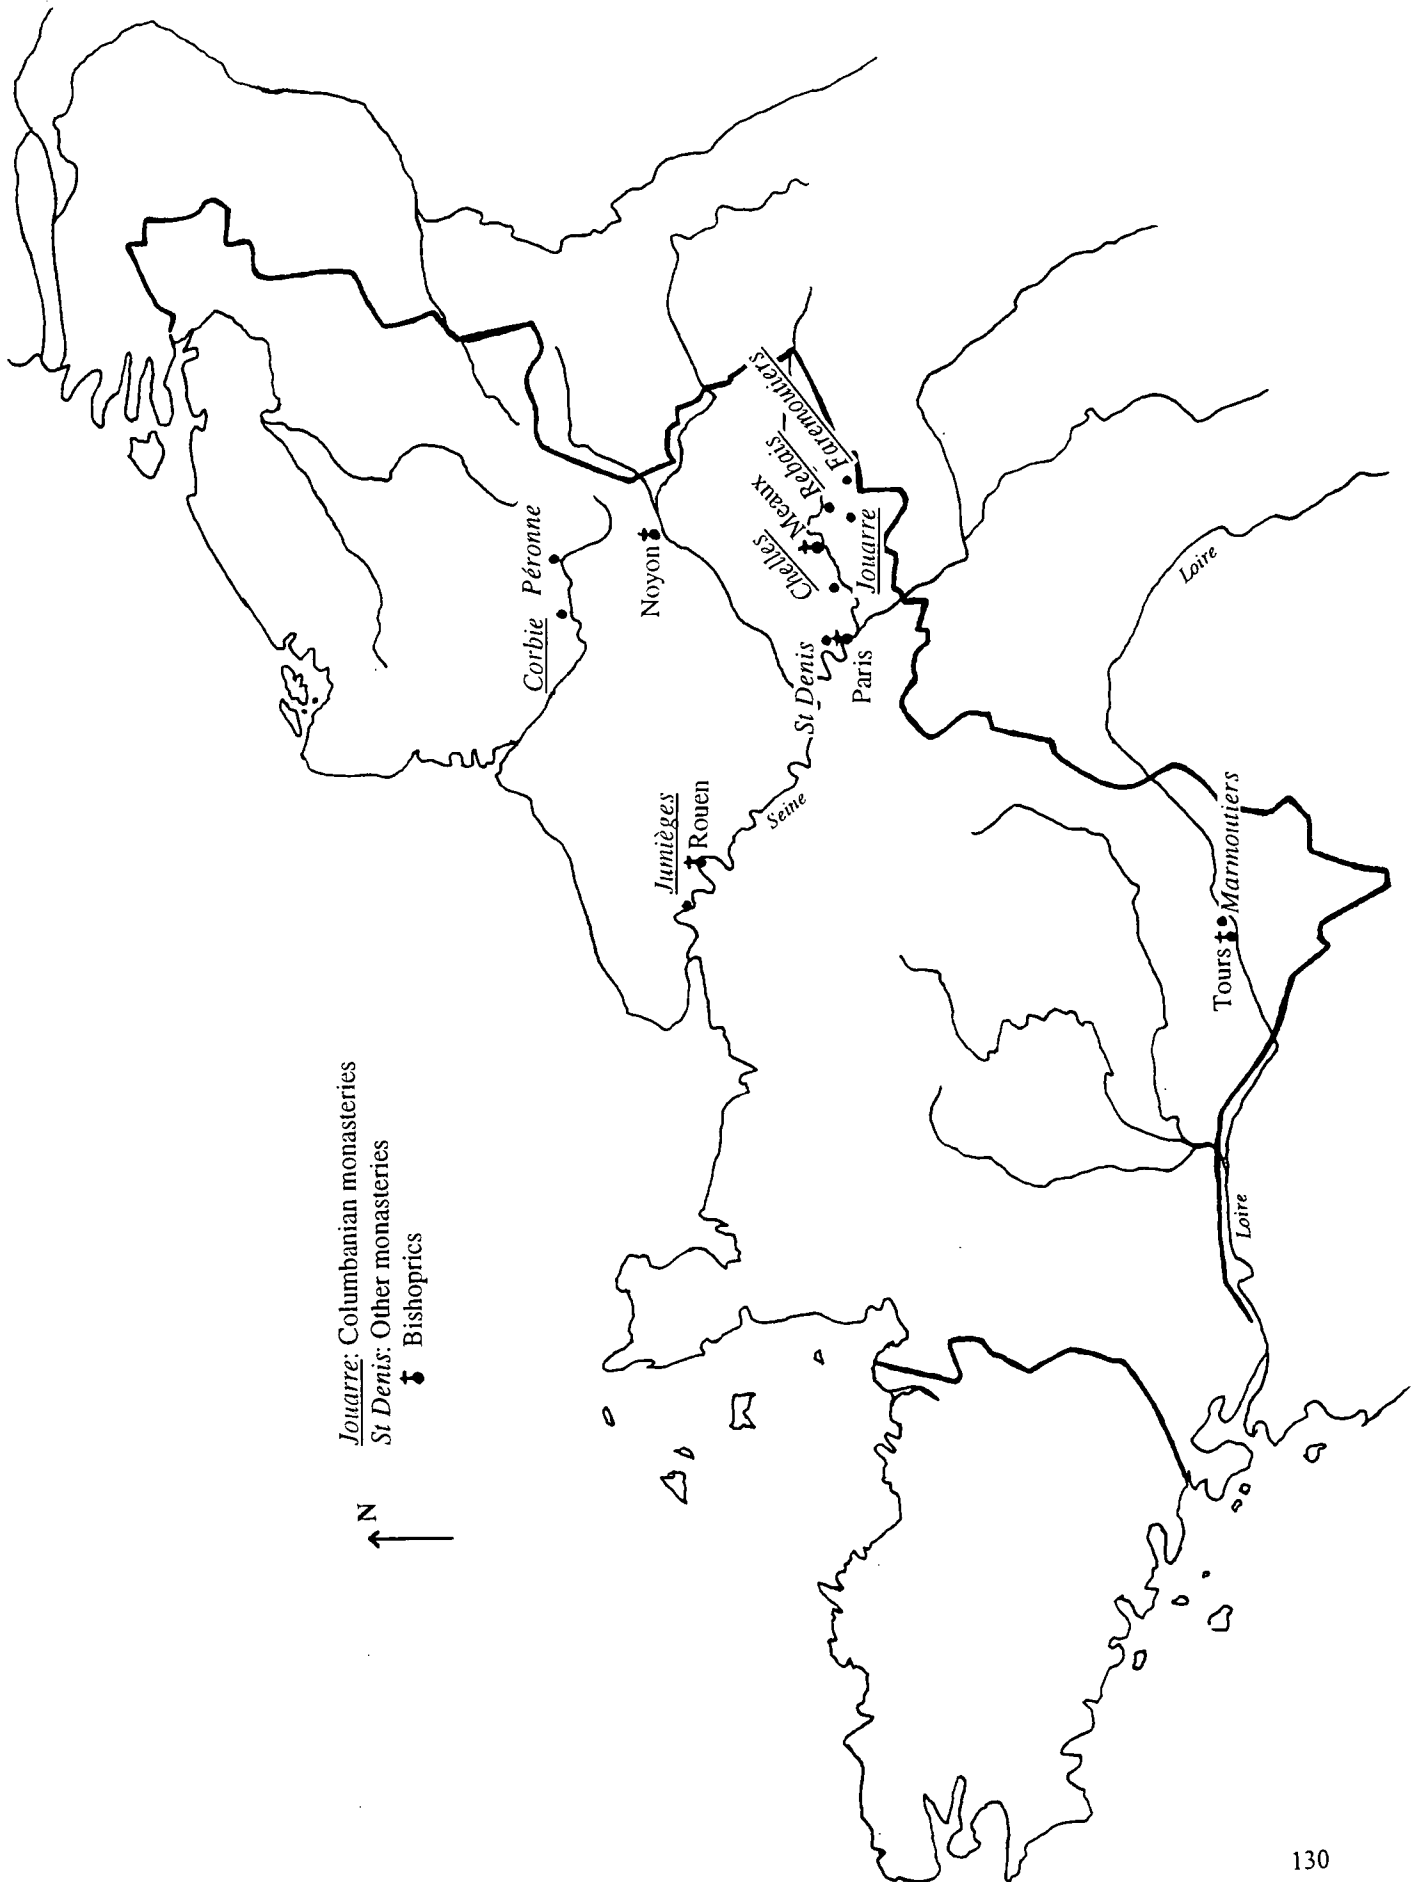 Jouarre: Columbanian monasteries
St Denis: Other monasteries
Bishoprics
N
Corbie
Péronne
Noyon
Jumièges
Rouen
Seine
St Denis
Paris
Chelles
Meaux
Rebais
Faremoutiers
Jouarre
Loire
Tours
Marmoutiers
Loire
130